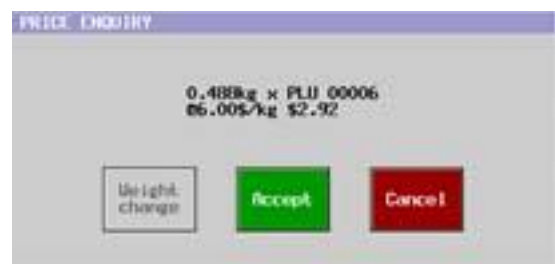 PRICE ENQUIRY
0.488kg x PLU 00006
@6.00$/kg $2.92
Weight change
Accept
Cancel